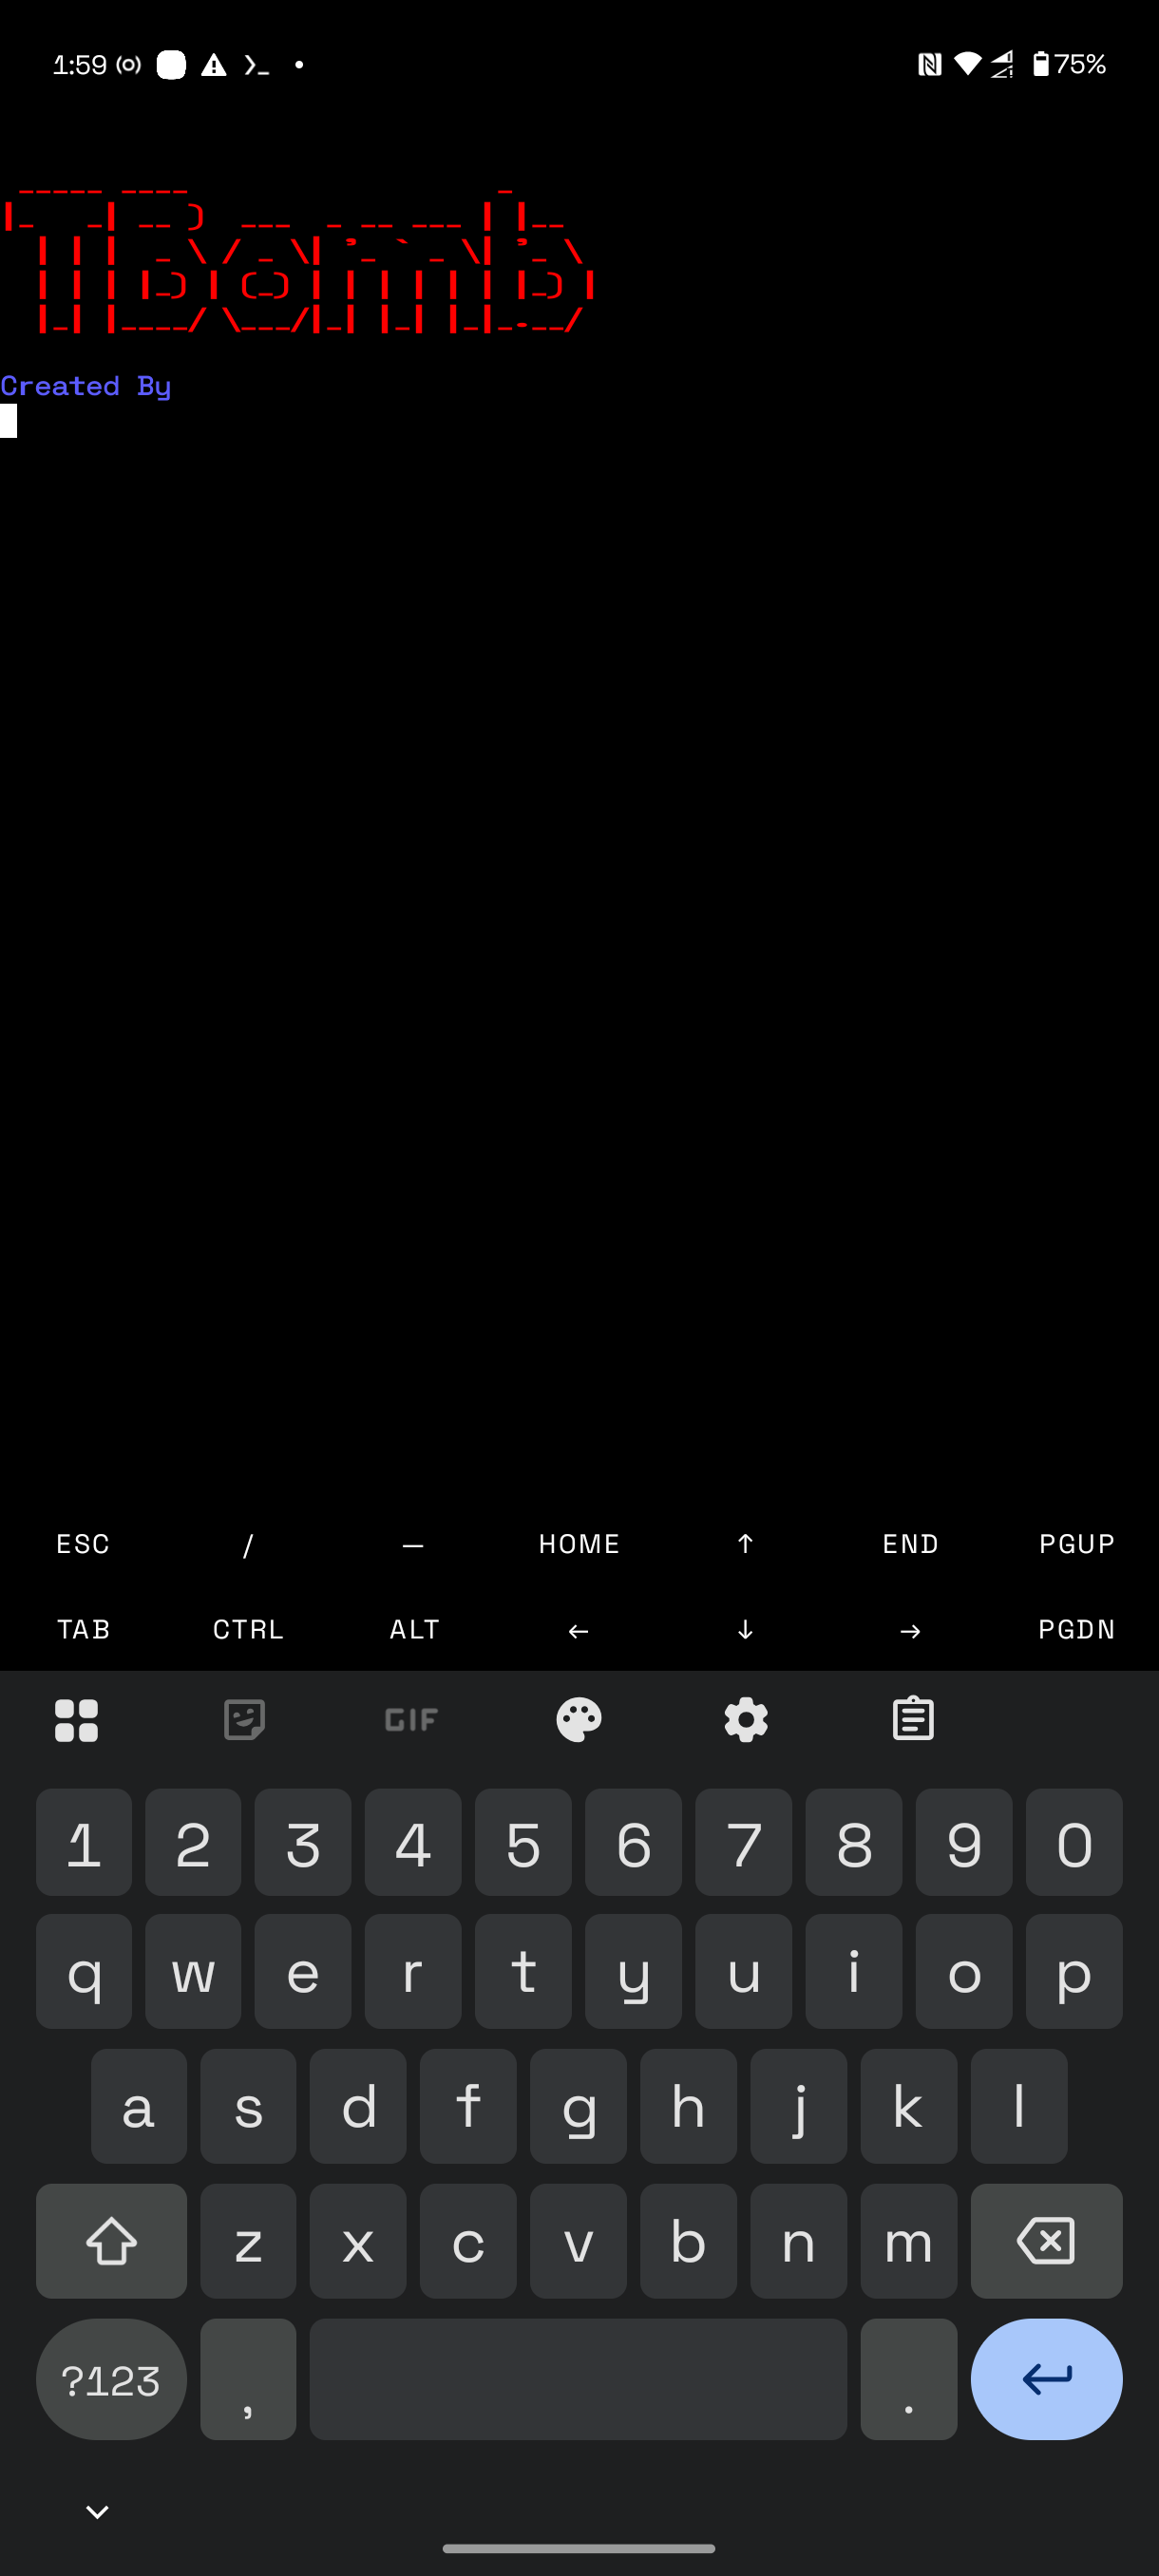 1:59 75%
TBomb
Created By
ESC / — HOME ↑ END PGUP
TAB CTRL ALT ← ↓ → PGDN
GIF
1 2 3 4 5 6 7 8 9 0
q w e r t y u i o p
a s d f g h j k l
z x c v b n m
?123 , .